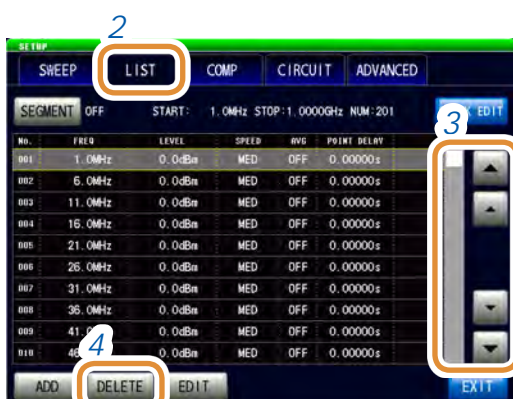 2
SETUP
SWEEP LIST COMP CIRCUIT ADVANCED
SEGMENT OFF START: 1.0MHz STOP:1.0000GHz NUM:201 EDIT
3
No. FREQ LEVEL SPEED AVG POINT DELAY
001 1.0MHz 0.0dBm MED OFF 0.00000s
002 6.0MHz 0.0dBm MED OFF 0.00000s
003 11.0MHz 0.0dBm MED OFF 0.00000s
004 16.0MHz 0.0dBm MED OFF 0.00000s
005 21.0MHz 0.0dBm MED OFF 0.00000s
006 26.0MHz 0.0dBm MED OFF 0.00000s
007 31.0MHz 0.0dBm MED OFF 0.00000s
008 36.0MHz 0.0dBm MED OFF 0.00000s
009 0.0dBm MED OFF 0.00000s
4
010 0.0dBm MED OFF 0.00000s
ADD DELETE EDIT EXIT